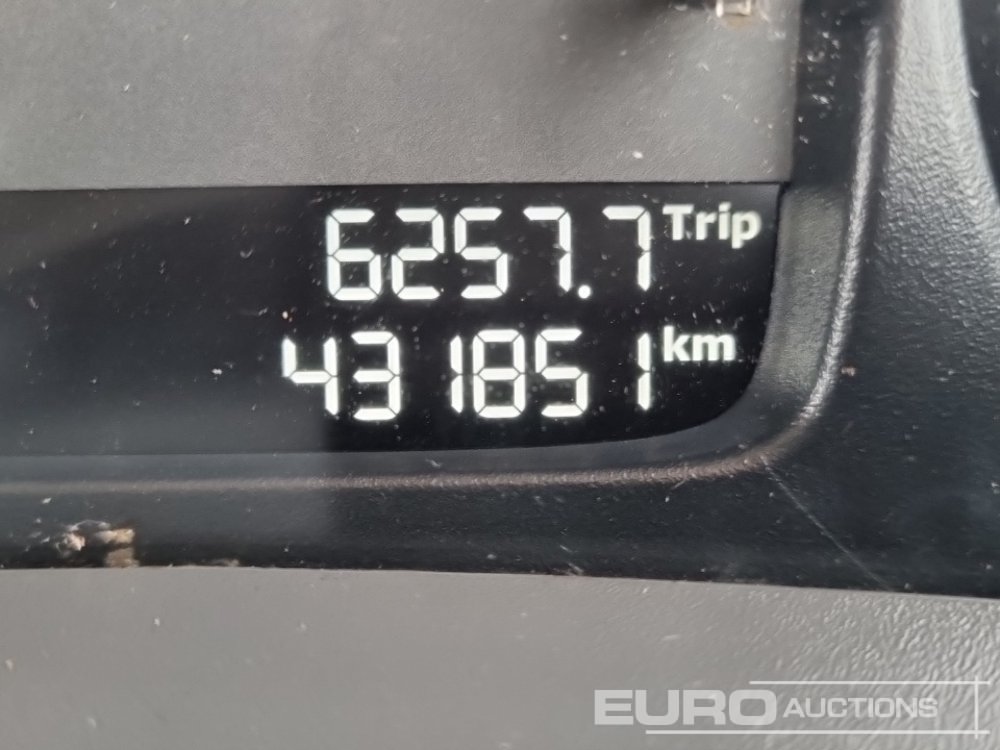 6257.7 Trip
431851 km
EURO AUCTIONS